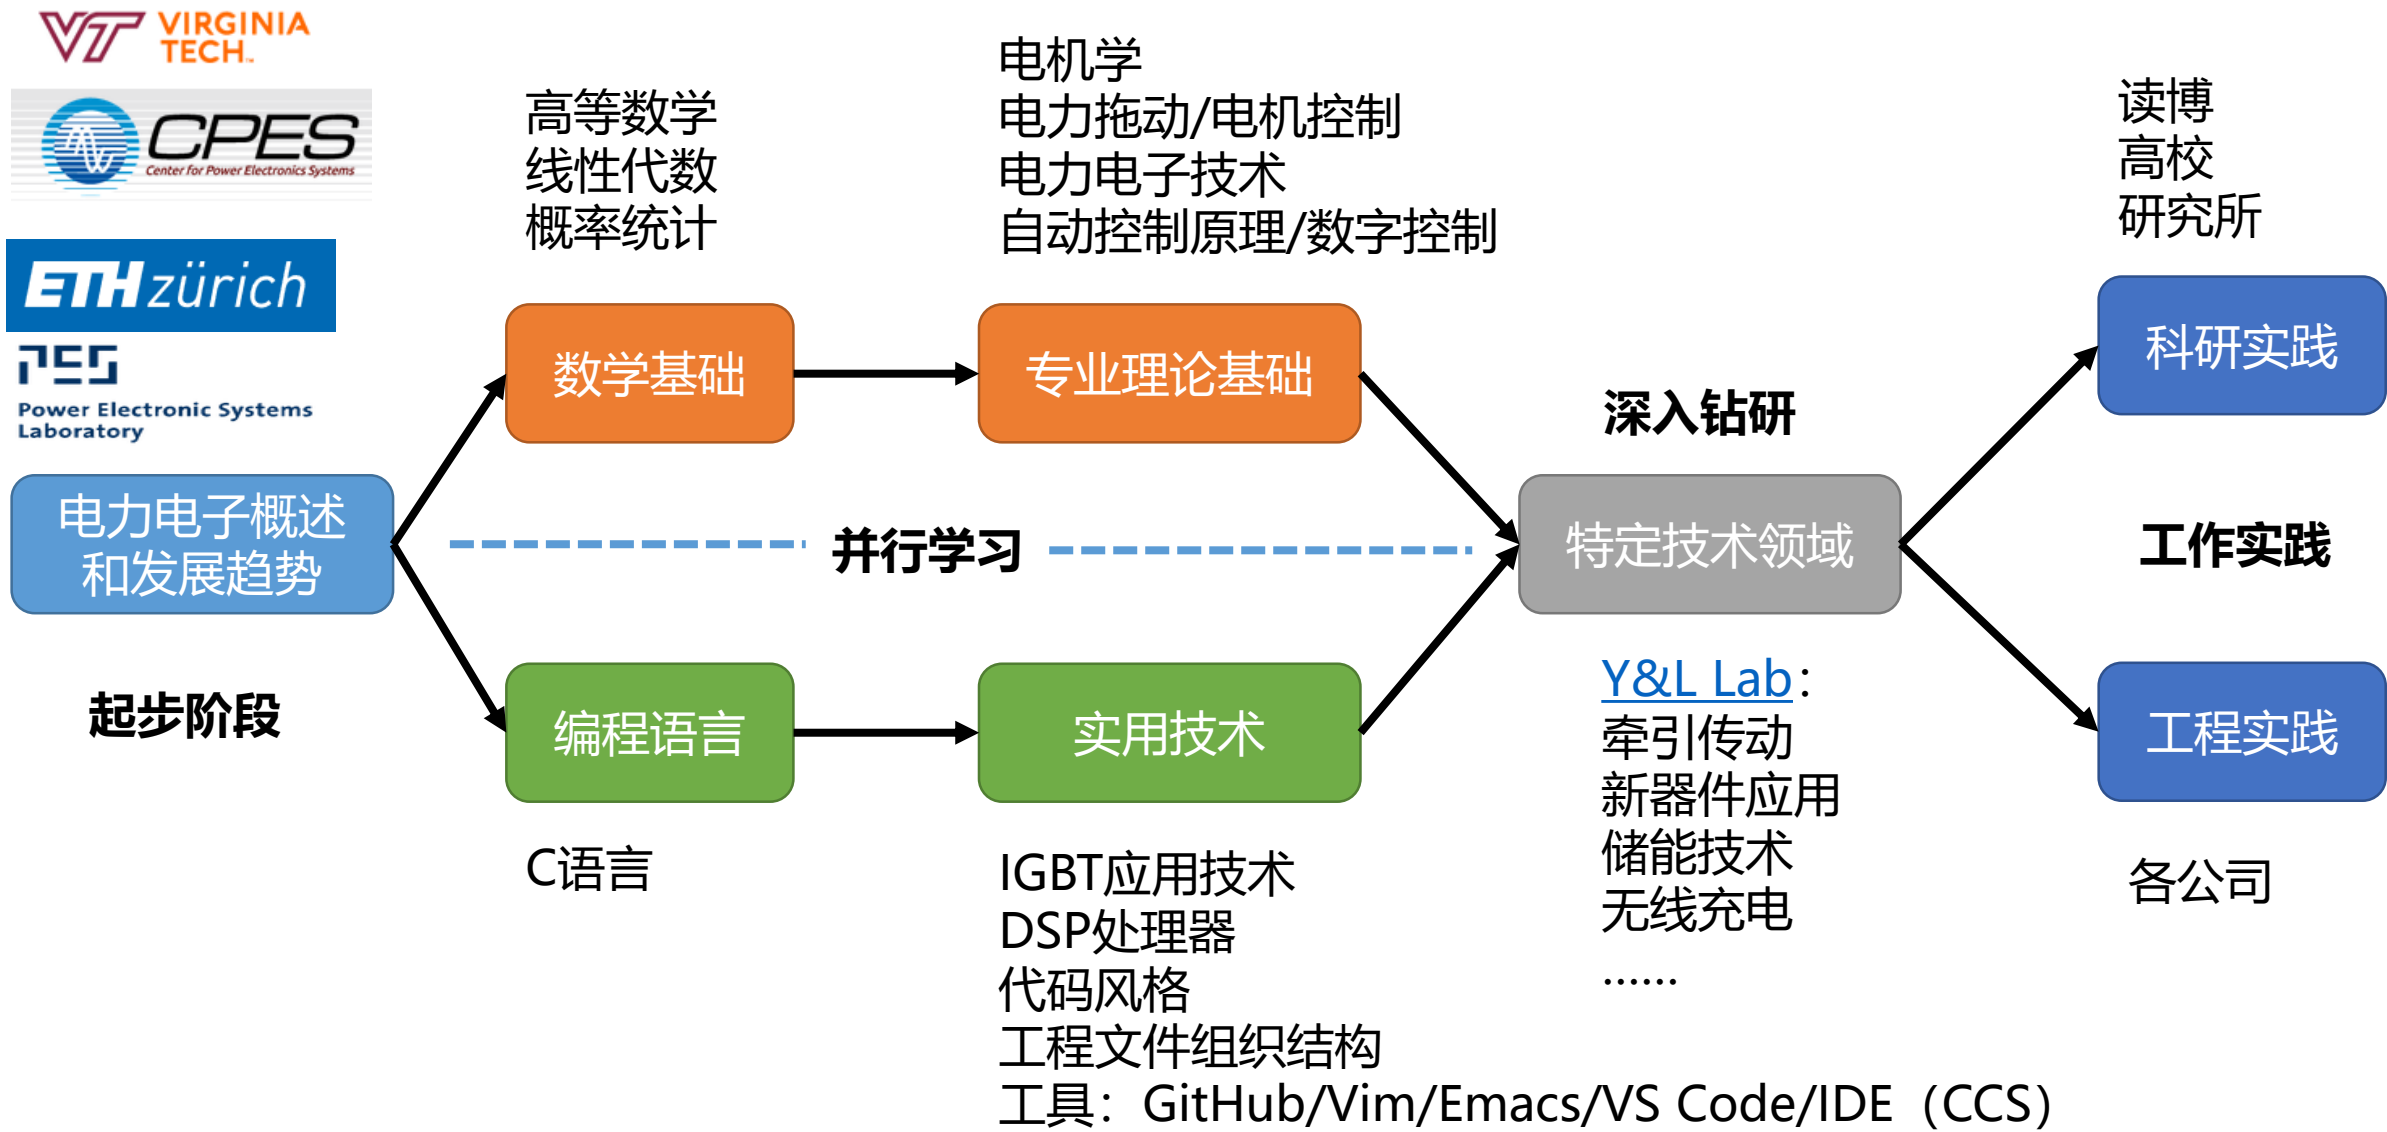 VIRGINIA
TECH
CPES
Center for Power Electronics Systems
ETH zürich
PES
Power Electronic Systems
Laboratory
电力电子概述
和发展趋势
起步阶段
高等数学
线性代数
概率统计
数学基础
电机学
电力拖动/电机控制
电力电子技术
自动控制原理/数字控制
专业理论基础
并行学习
编程语言
C语言
实用技术
IGBT应用技术
DSP处理器
代码风格
工程文件组织结构
工具：GitHub/Vim/Emacs/VS Code/IDE（CCS）
深入钻研
特定技术领域
Y&L Lab：
牵引传动
新器件应用
储能技术
无线充电
……
读博
高校
研究所
科研实践
工作实践
工程实践
各公司